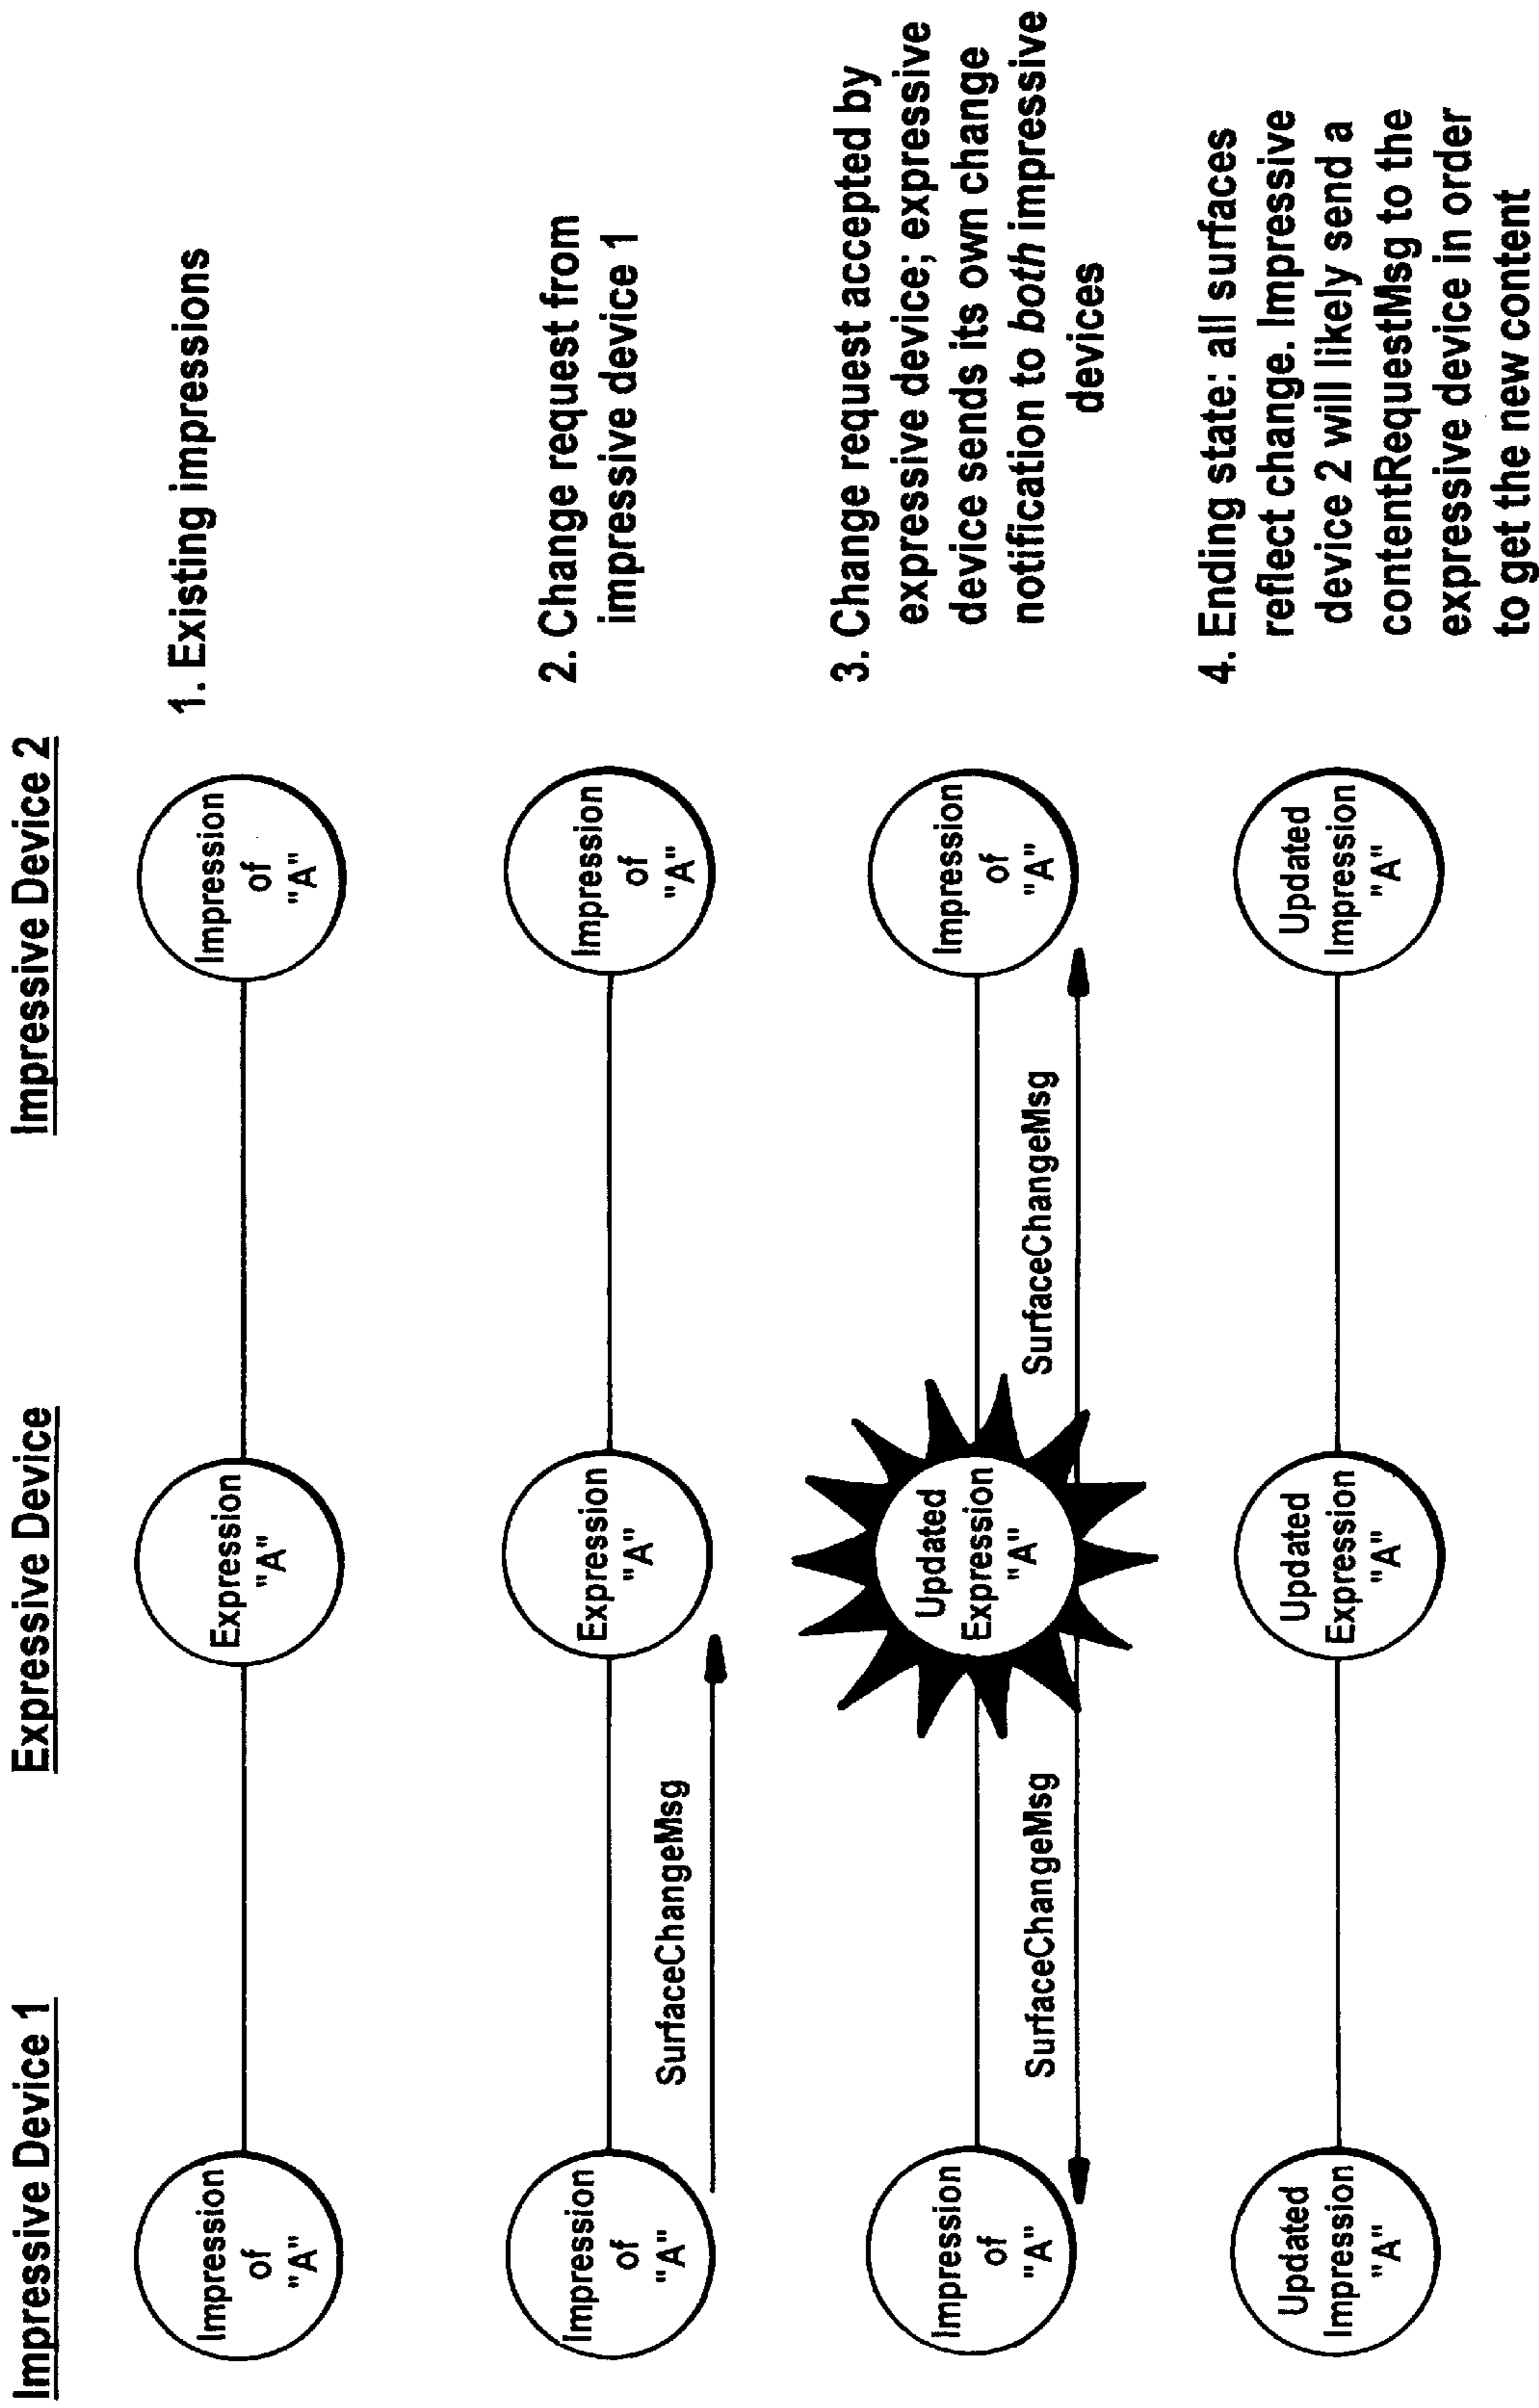 Impressive Device 1
Expressive Device
Impressive Device 2
Impression
of
"A"
Expression
"A"
Impression
of
"A"
1. Existing impressions
Impression
of
"A"
SurfaceChangeMsg
Expression
"A"
Impression
of
"A"
2. Change request from
impressive device 1
Impression
of
"A"
SurfaceChangeMsg
Updated
Expression
"A"
SurfaceChangeMsg
Impression
of
"A"
3. Change request accepted by
expressive device; expressive
device sends its own change
notification to both impressive
devices
Updated
Impression
"A"
Updated
Expression
"A"
Updated
Impression
"A"
4. Ending state: all surfaces
reflect change. Impressive
device 2 will likely send a
contentRequestMsg to the
expressive device in order
to get the new content